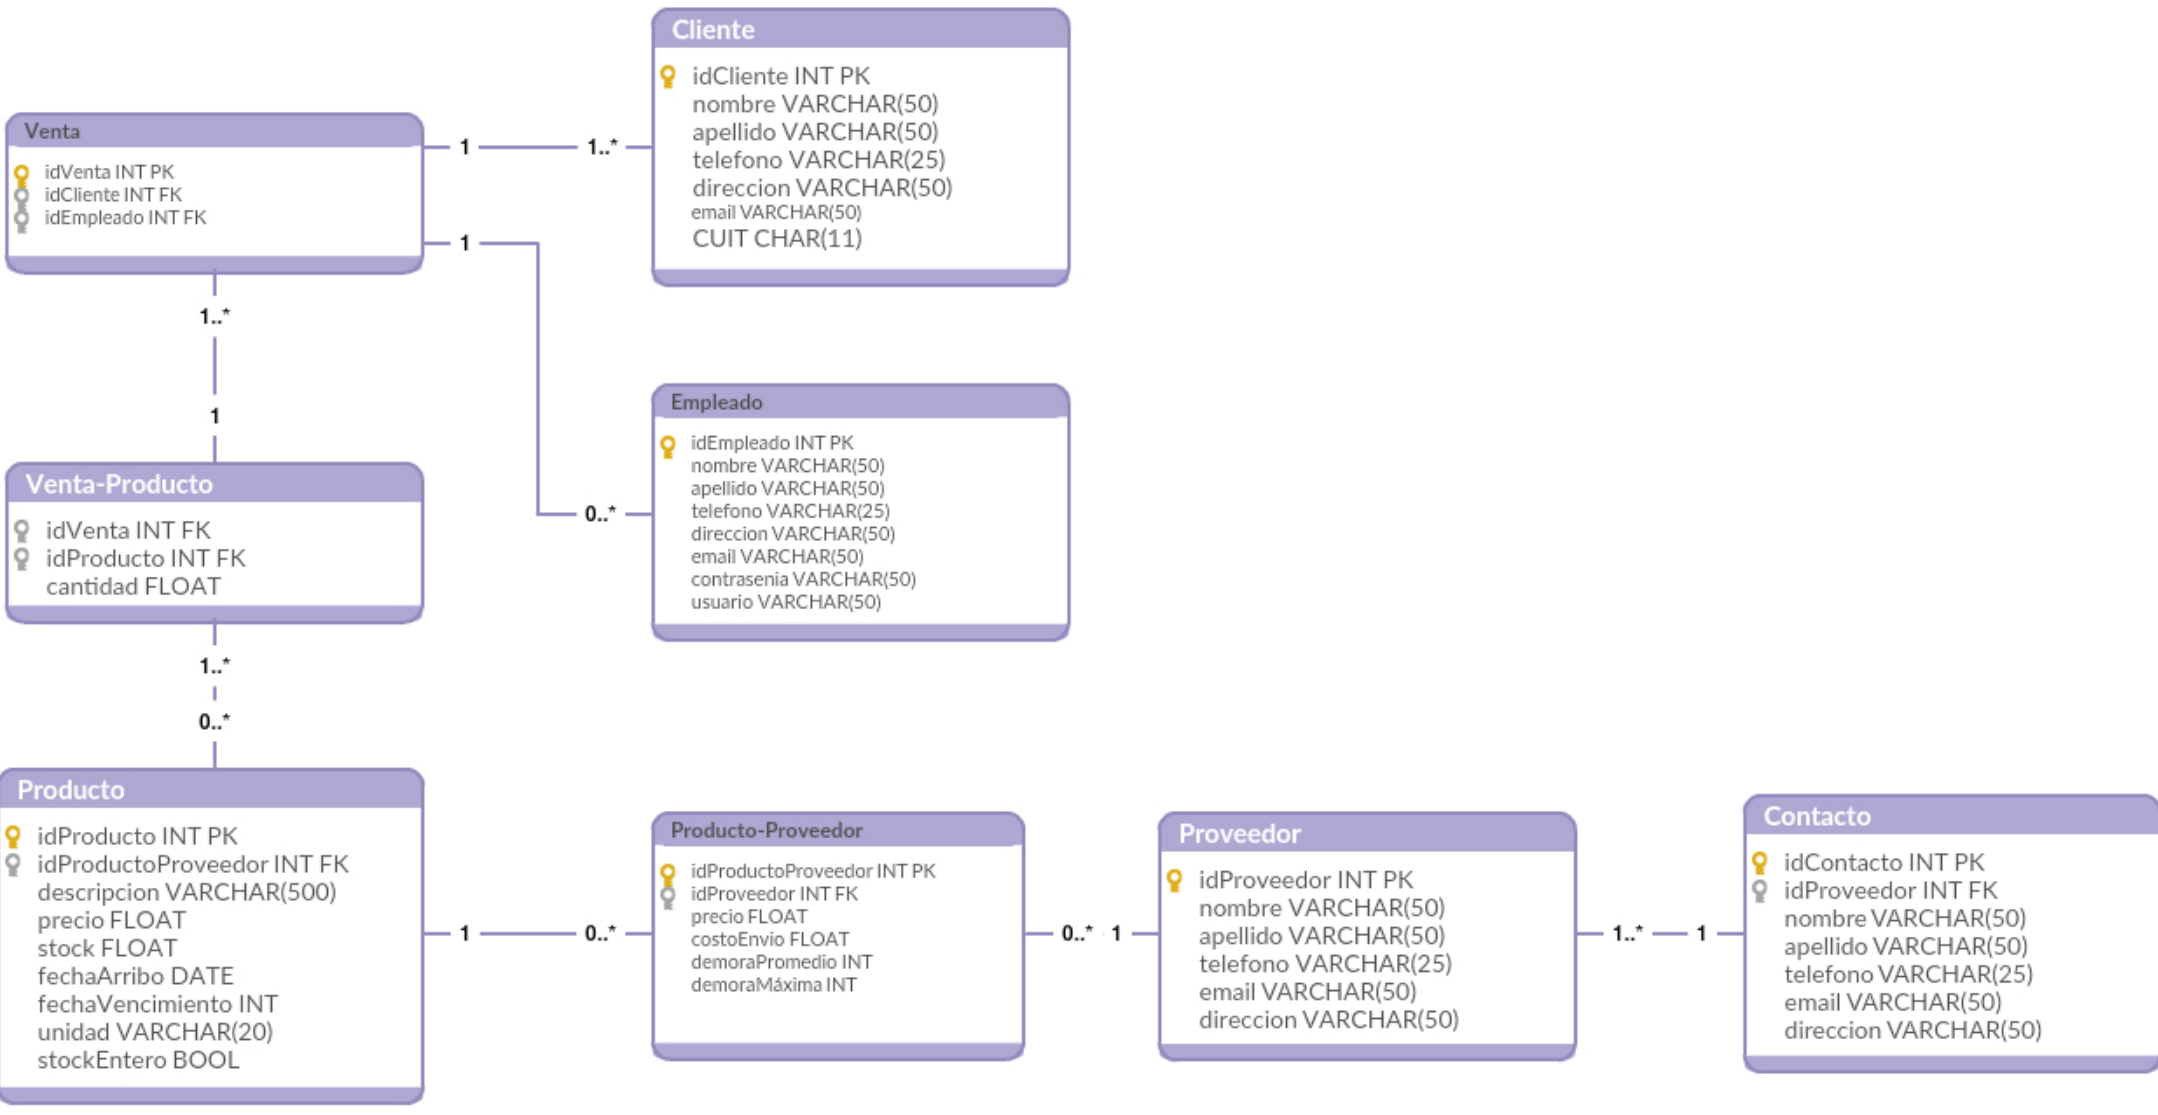 Cliente
idCliente INT PK
nombre VARCHAR(50)
apellido VARCHAR(50)
telefono VARCHAR(25)
direccion VARCHAR(50)
email VARCHAR(50)
CUIT CHAR(11)
Venta
idVenta INT PK
idCliente INT FK
idEmpleado INT FK
1
1..*
1
0..*
1..*
1
Empleado
idEmpleado INT PK
nombre VARCHAR(50)
apellido VARCHAR(50)
telefono VARCHAR(25)
direccion VARCHAR(50)
email VARCHAR(50)
contrasenia VARCHAR(50)
usuario VARCHAR(50)
Venta-Producto
idVenta INT FK
idProducto INT FK
cantidad FLOAT
1..*
0..*
Producto
idProducto INT PK
idProductoProveedor INT FK
descripcion VARCHAR(500)
precio FLOAT
stock FLOAT
fechaArribo DATE
fechaVencimiento INT
unidad VARCHAR(20)
stockEntero BOOL
1
0..*
Producto-Proveedor
idProductoProveedor INT PK
idProveedor INT FK
precio FLOAT
costoEnvio FLOAT
demoraPromedio INT
demoraMáxima INT
0..*
1
Proveedor
idProveedor INT PK
nombre VARCHAR(50)
apellido VARCHAR(50)
telefono VARCHAR(25)
email VARCHAR(50)
direccion VARCHAR(50)
1..*
1
Contacto
idContacto INT PK
idProveedor INT FK
nombre VARCHAR(50)
apellido VARCHAR(50)
telefono VARCHAR(25)
email VARCHAR(50)
direccion VARCHAR(50)